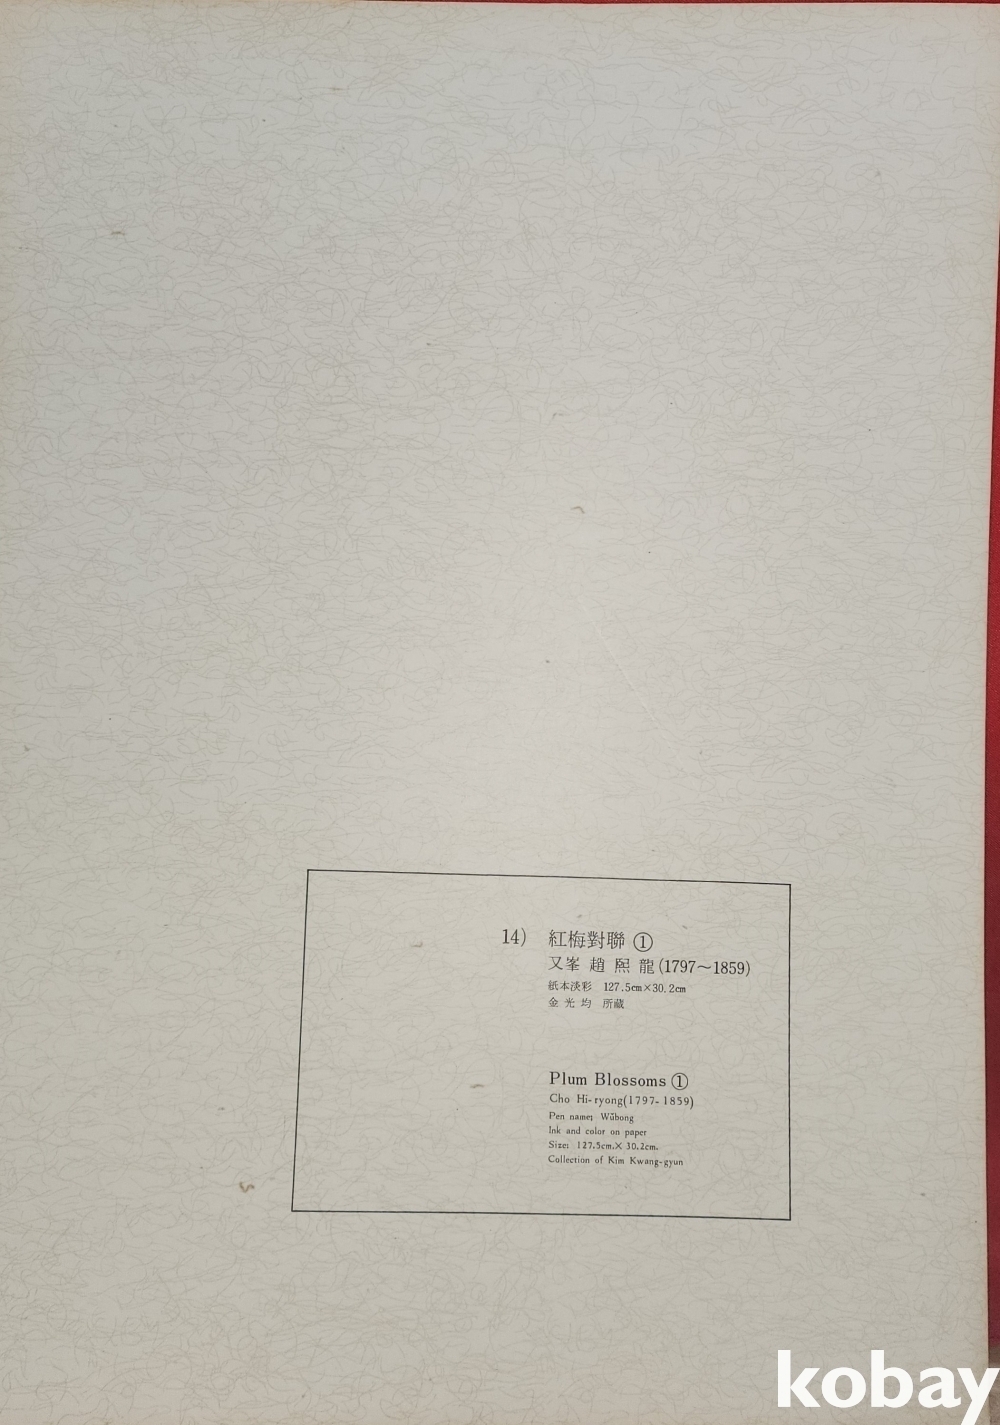 14) 紅梅對聯 ①
又峯 趙熙龍(1797～1859)
紙本淡彩 127.5cm×30.2cm
金光均 所蔵
Plum Blossoms ①
Cho Hi-ryong(1797-1859)
Pen name: Wŭbong
Ink and color on paper
Size: 127.5cm.× 30.2cm.
Collection of Kim Kwang-gyun
kobay